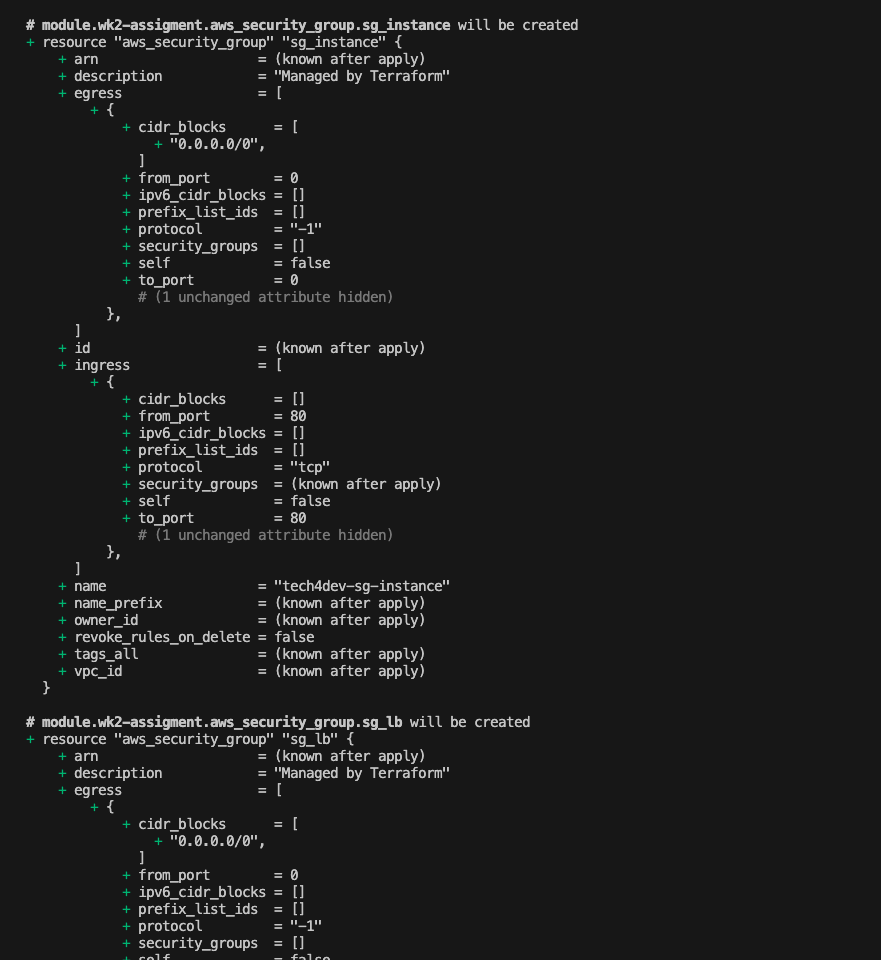 # module.wk2-assigment.aws_security_group.sg_instance will be created
+ resource "aws_security_group" "sg_instance" {
    + arn                    = (known after apply)
    + description            = "Managed by Terraform"
    + egress                 = [
        + {
            + cidr_blocks      = [
                + "0.0.0.0/0",
              ]
            + from_port        = 0
            + ipv6_cidr_blocks = []
            + prefix_list_ids  = []
            + protocol         = "-1"
            + security_groups  = []
            + self             = false
            + to_port          = 0
              # (1 unchanged attribute hidden)
          },
      ]
    + id                     = (known after apply)
    + ingress                = [
        + {
            + cidr_blocks      = []
            + from_port        = 80
            + ipv6_cidr_blocks = []
            + prefix_list_ids  = []
            + protocol         = "tcp"
            + security_groups  = (known after apply)
            + self             = false
            + to_port          = 80
              # (1 unchanged attribute hidden)
          },
      ]
    + name                   = "tech4dev-sg-instance"
    + name_prefix            = (known after apply)
    + owner_id               = (known after apply)
    + revoke_rules_on_delete = false
    + tags_all               = (known after apply)
    + vpc_id                 = (known after apply)
  }
# module.wk2-assigment.aws_security_group.sg_lb will be created
+ resource "aws_security_group" "sg_lb" {
    + arn                    = (known after apply)
    + description            = "Managed by Terraform"
    + egress                 = [
        + {
            + cidr_blocks      = [
                + "0.0.0.0/0",
              ]
            + from_port        = 0
            + ipv6_cidr_blocks = []
            + prefix_list_ids  = []
            + protocol         = "-1"
            + security_groups  = []
            + self             = false